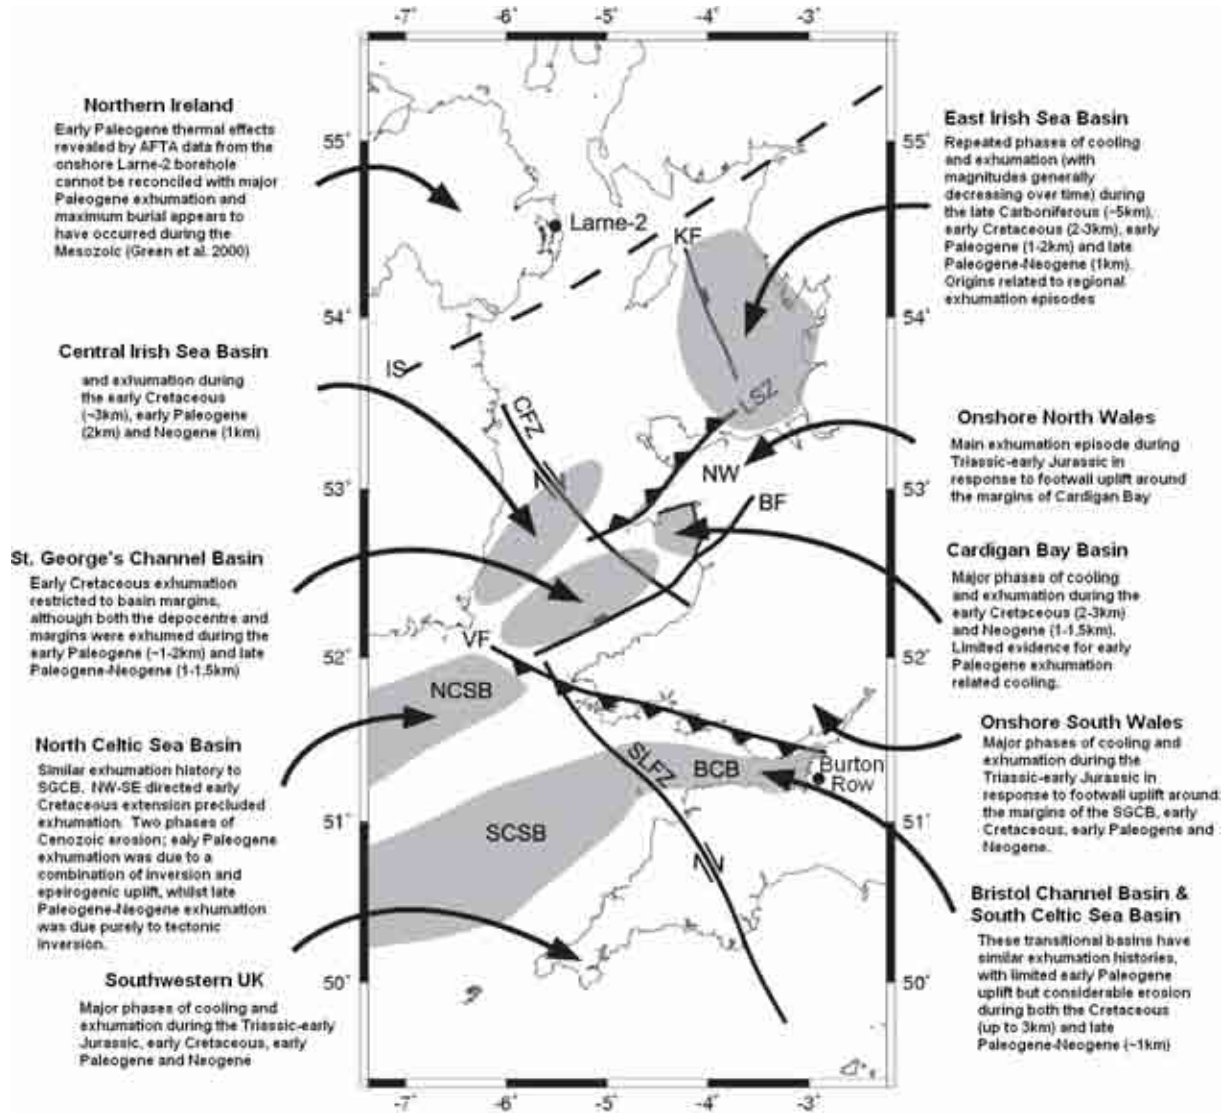 -7˚ -6˚ -5˚ -4˚ -3˚
Northern Ireland
Early Paleogene thermal effects
revealed by AFTA data from the
onshore Larne-2 borehole
cannot be reconciled with major
Paleogene exhumation and
maximum burial appears to
have occurred during the
Mesozoic (Green et al. 2000)
Central Irish Sea Basin
and exhumation during
the early Cretaceous
(~3km), early Paleogene
(2km) and Neogene (1km)
St. George's Channel Basin
Early Cretaceous exhumation
restricted to basin margins,
although both the depocentre and
margins were exhumed during the
early Paleogene (~1-2km) and late
Paleogene-Neogene (1-1.5km)
North Celtic Sea Basin
Similar exhumation history to
SGCB. NW-SE directed early
Cretaceous extension precluded
exhumation. Two phases of
Cenozoic erosion; ealy Paleogene
exhumation was due to a
combination of inversion and
epeirogenic uplift, whilst late
Paleogene-Neogene exhumation
was due purely to tectonic
inversion.
Southwestern UK
Major phases of cooling and
exhumation during the Triassic-early
Jurassic, early Cretaceous, early
Paleogene and Neogene
55˚
54˚
53˚
52˚
51˚
50˚
Larne-2
KF
IS
CFZ
LSZ
NW
BF
VF
NCSB
SLFZ
BCB
Burton
Row
SCSB
55˚
54˚
53˚
52˚
51˚
50˚
East Irish Sea Basin
Repeated phases of cooling
and exhumation (with
magnitudes generally
decreasing over time) during
the late Carboniferous (~5km),
early Cretaceous (2-3km), early
Paleogene (1-2km) and late
Paleogene-Neogene (1km).
Origins related to regional
exhumation episodes
Onshore North Wales
Main exhumation episode during
Triassic-early Jurassic in
response to footwall uplift around
the margins of Cardigan Bay
Cardigan Bay Basin
Major phases of cooling
and exhumation during the
early Cretaceous (2-3km)
and Neogene (1-1.5km).
Limited evidence for early
Paleogene exhumation
related cooling.
Onshore South Wales
Major phases of cooling and
exhumation during the
Triassic-early Jurassic in
response to footwall uplift around
the margins of the SGCB, early
Cretaceous, early Paleogene and
Neogene.
Bristol Channel Basin &
South Celtic Sea Basin
These transitional basins have
similar exhumation histories,
with limited early Paleogene
uplift but considerable erosion
during both the Cretaceous
(up to 3km) and late
Paleogene-Neogene (~1km)
-7˚ -6˚ -5˚ -4˚ -3˚